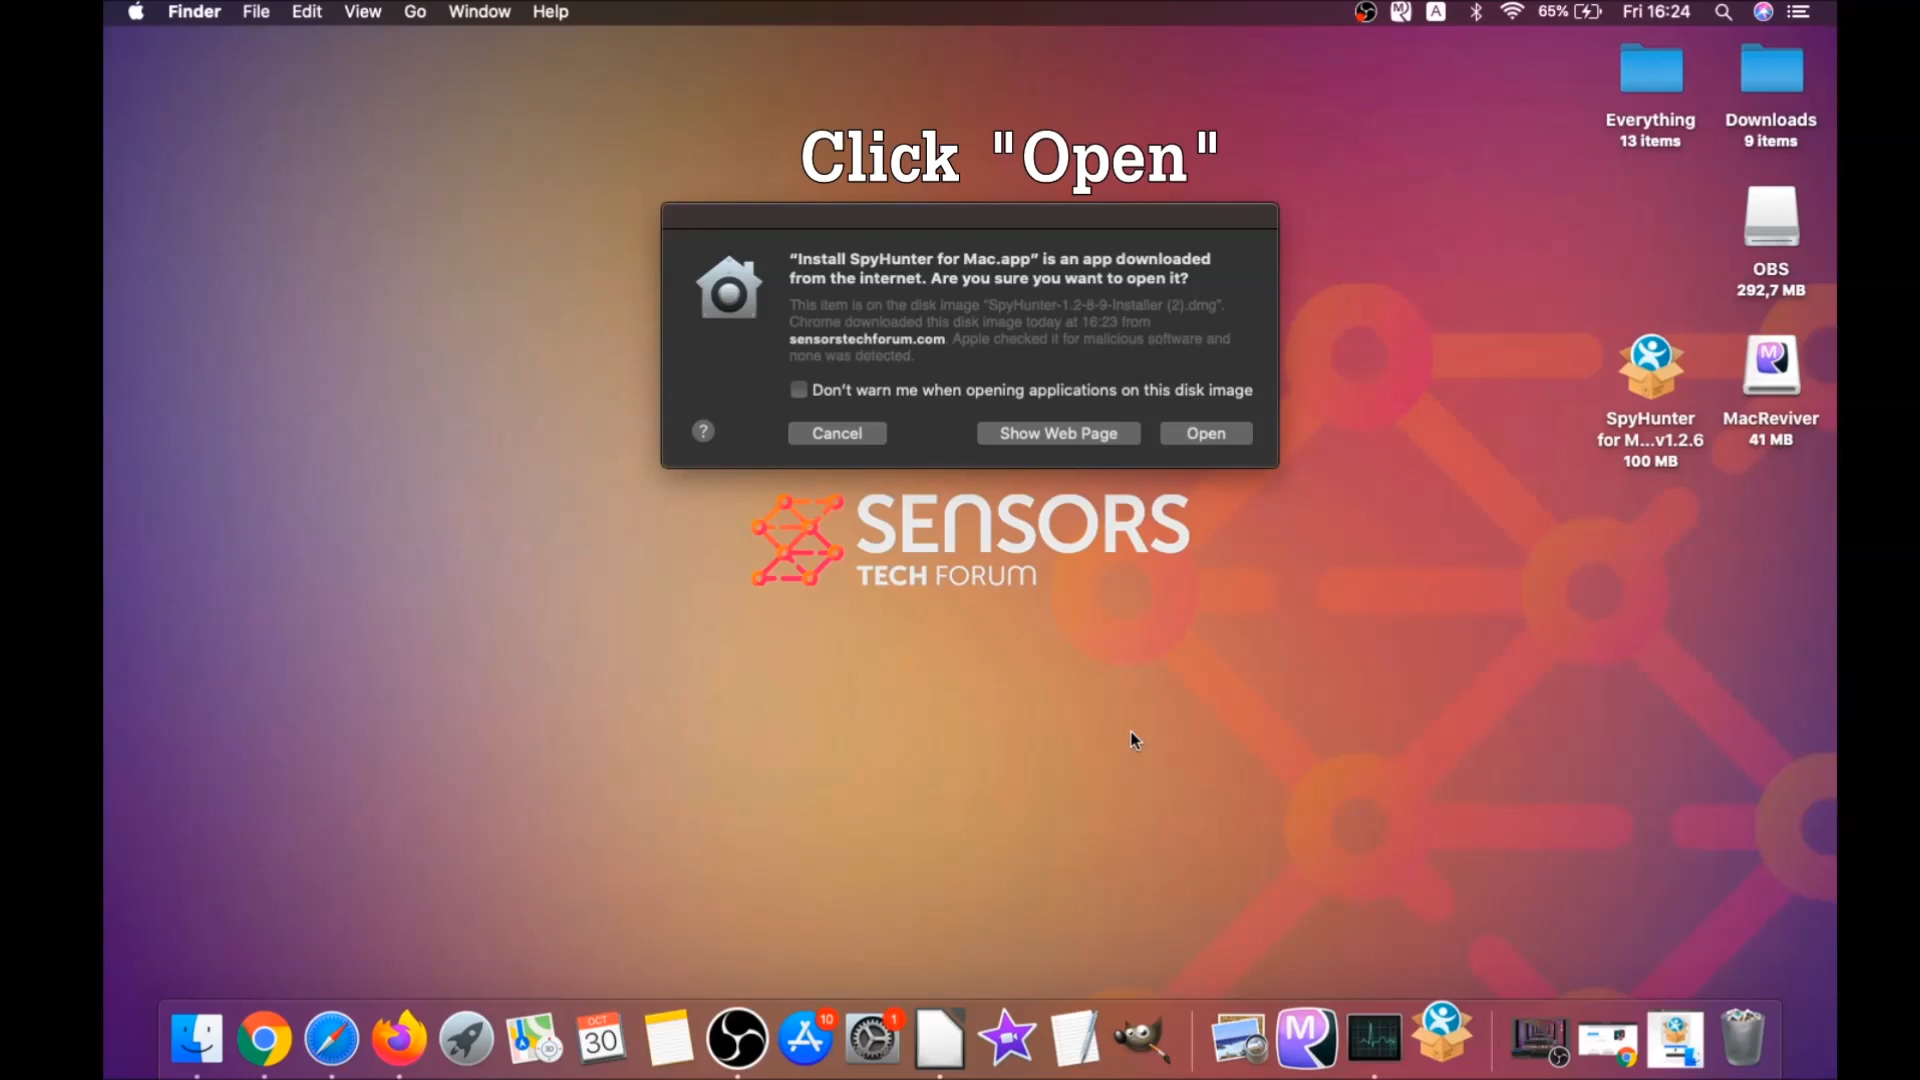 Finder File Edit View Go Window Help
A 65% Fri 16:24
Everything
13 items
Downloads
9 items
Click "Open"
OBS
292,7 MB
“Install SpyHunter for Mac.app” is an app downloaded
from the internet. Are you sure you want to open it?
This item is on the disk image “SpyHunter-1.2-8-9-Installer (2).dmg”.
Chrome downloaded this disk image today at 16:23 from
sensorstechforum.com. Apple checked it for malicious software and
none was detected.
Don’t warn me when opening applications on this disk image
? Cancel Show Web Page Open
SpyHunter
for M...v1.2.6
100 MB
MacReviver
41 MB
SENSORS
TECH FORUM
OCT
30
10
1
M